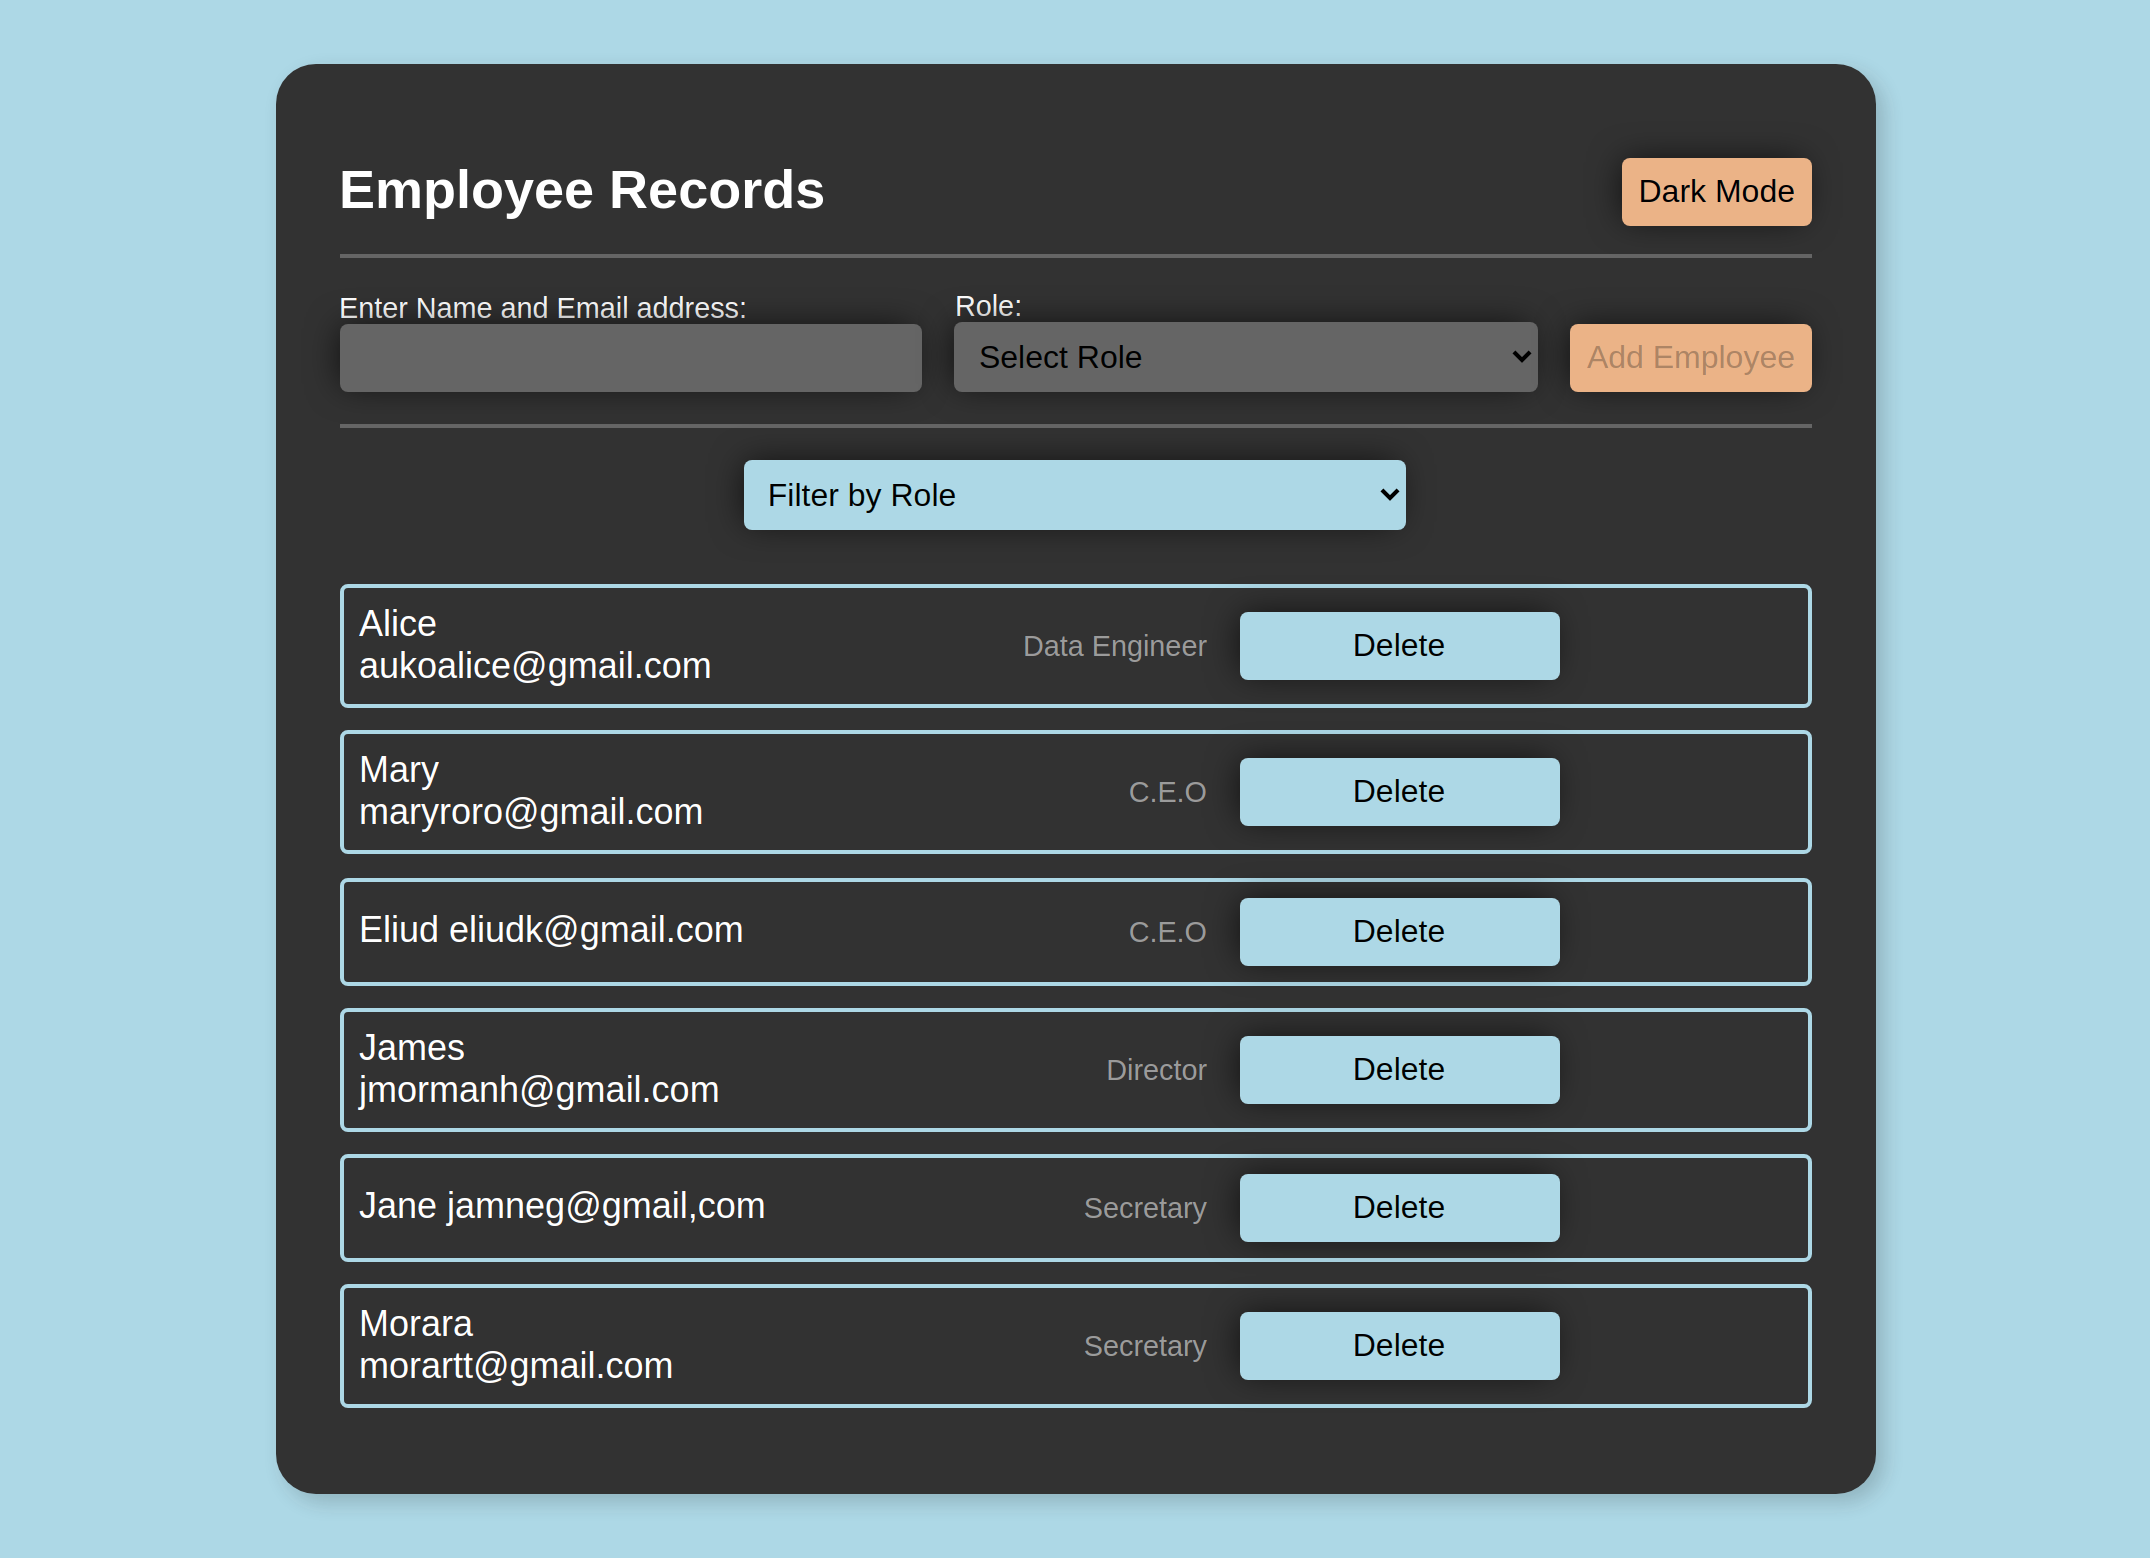 Employee Records
Dark Mode
Enter Name and Email address:
Role:
Select Role
Add Employee
Filter by Role
Alice
aukoalice@gmail.com
Data Engineer
Delete
Mary
maryroro@gmail.com
C.E.O
Delete
Eliud eliudk@gmail.com
C.E.O
Delete
James
jmormanh@gmail.com
Director
Delete
Jane jamneg@gmail,com
Secretary
Delete
Morara
morartt@gmail.com
Secretary
Delete